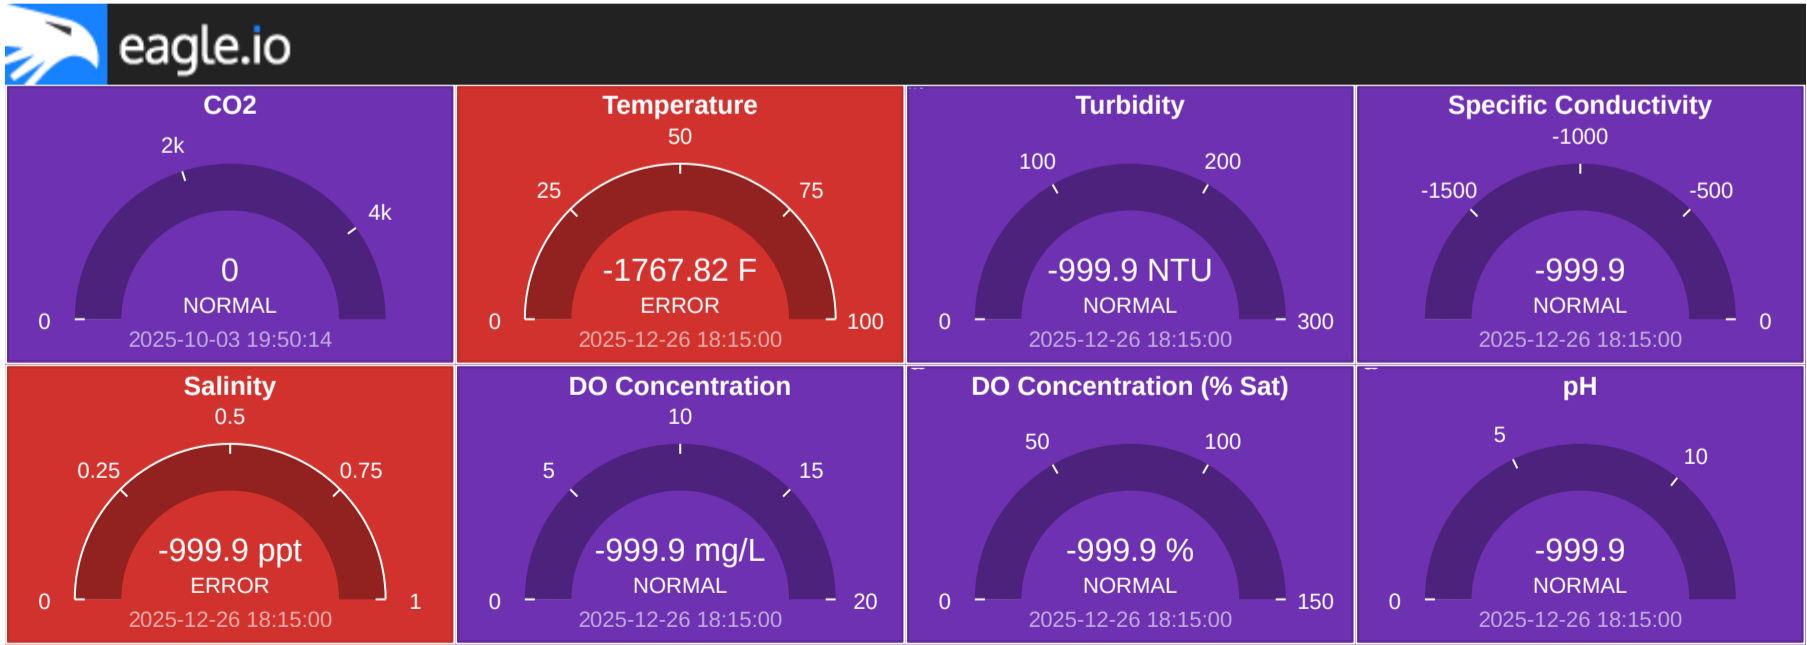 eagle.io
CO2
2k
4k
0
NORMAL
0
2025-10-03 19:50:14
Temperature
50
25
75
-1767.82 F
ERROR
0
100
2025-12-26 18:15:00
Turbidity
100
200
-999.9 NTU
NORMAL
0
300
2025-12-26 18:15:00
Specific Conductivity
-1000
-1500
-500
-999.9
NORMAL
0
2025-12-26 18:15:00
Salinity
0.5
0.25
0.75
-999.9 ppt
ERROR
0
1
2025-12-26 18:15:00
DO Concentration
10
5
15
-999.9 mg/L
NORMAL
0
20
2025-12-26 18:15:00
DO Concentration (% Sat)
50
100
-999.9 %
NORMAL
0
150
2025-12-26 18:15:00
pH
5
10
-999.9
NORMAL
0
2025-12-26 18:15:00